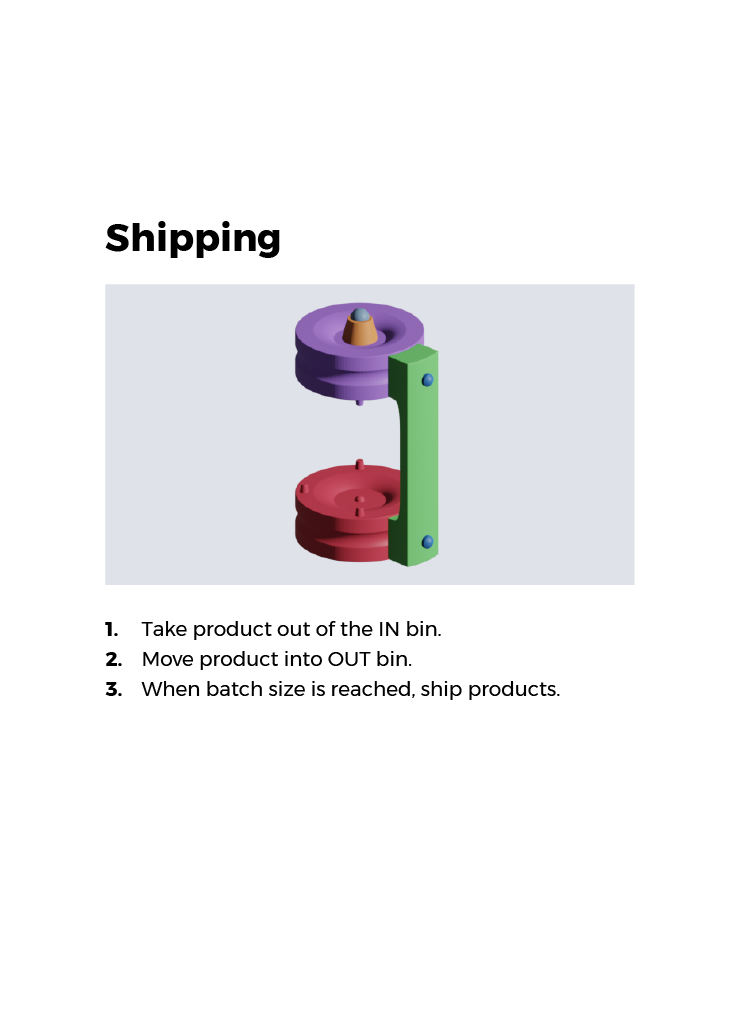 Shipping
1. Take product out of the IN bin.
2. Move product into OUT bin.
3. When batch size is reached, ship products.